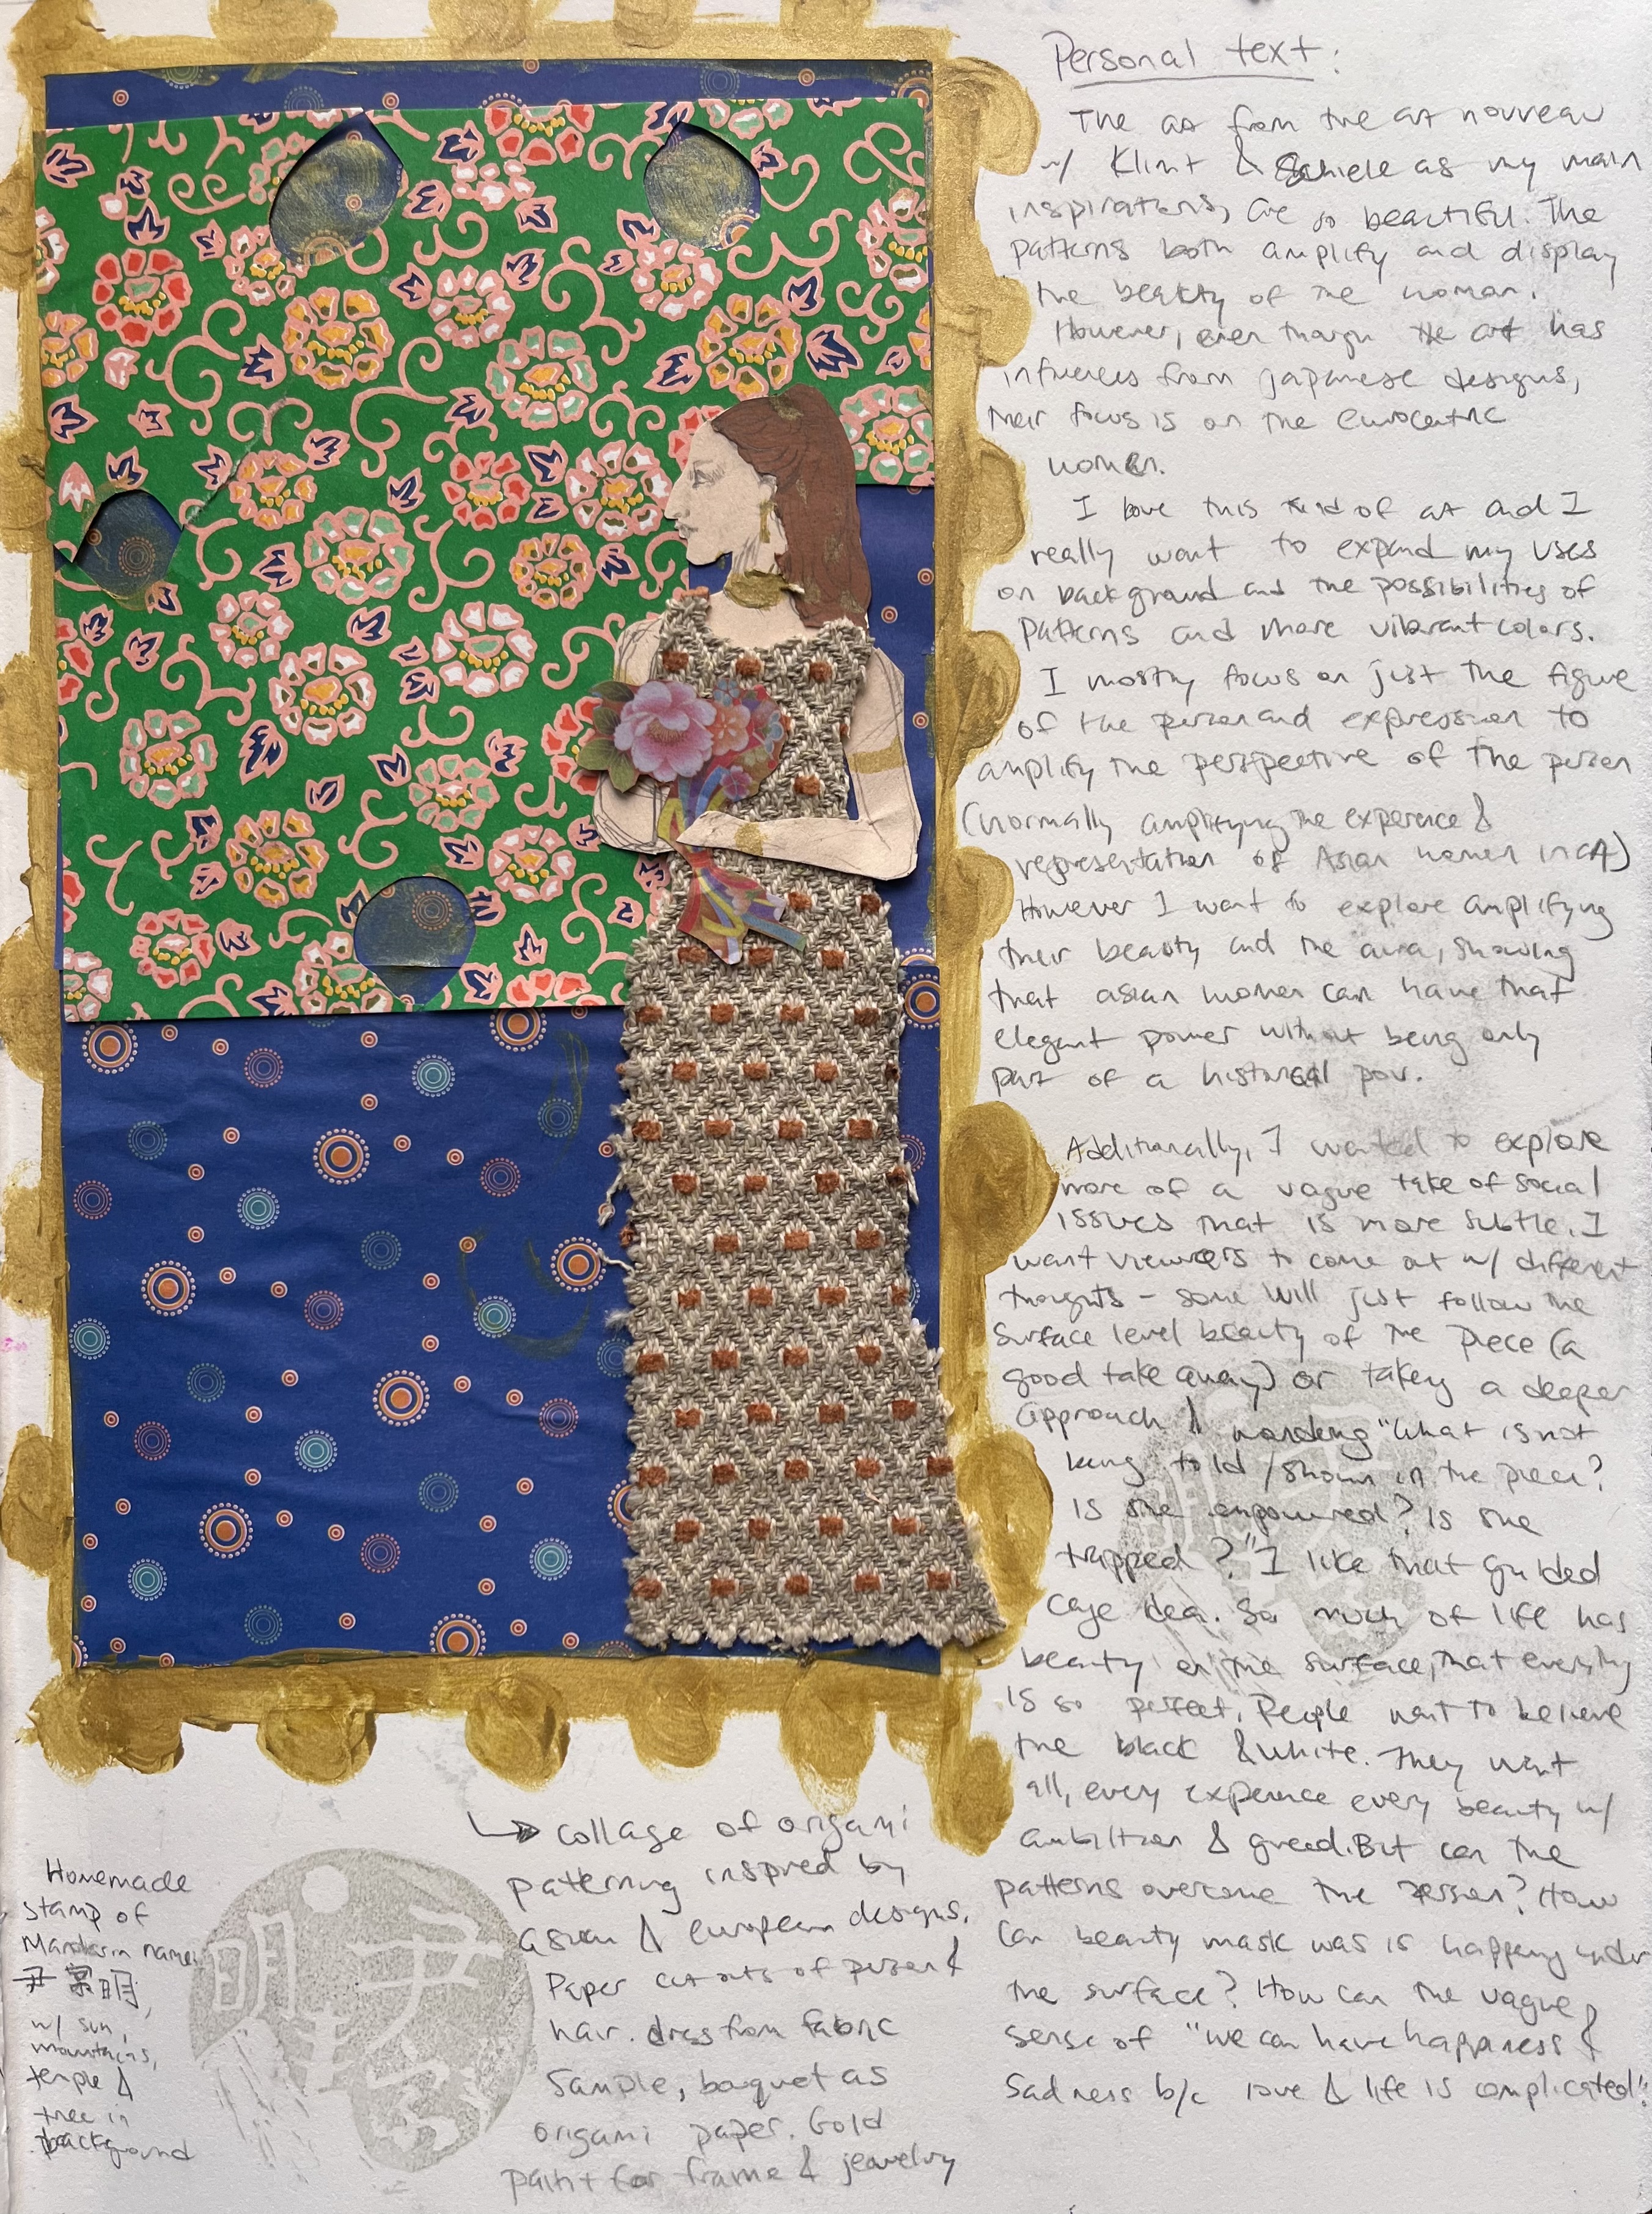 Personal text:
The art from the art nouveau
w/ Klint & Schiele as my main
inspirations, are so beautiful. The
patterns both amplify and display
the beauty of the woman.
However, even though the art has
influences from japanese designs,
their focus is on the eurocentric
women.
I love this kind of art and I
really want to expand my uses
on background and the possibilities of
patterns and more vibrant colors.
I mostly focus on just the figure
of the person and expression to
amplify the perspective of the person
(normally amplifying the experence &
representation of Asian women in CA)
However I want to explore amplifying
their beauty and the aura, showing
that asian women can have that
elegant power without being only
part of a historical pov.
Additionally, I wanted to explore
more of a vague take of social
issues that is more subtle. I
want viewers to come out w/ different
thoughts - some will just follow the
surface level beauty of the piece (a
good take away) or taking a deeper
approach & wondering "what is not
being told/shown in the piece?
Is she empowered? Is she
trapped?" I like that guilded
cage idea. So much of life has
beauty on the surface, that everything
is so perfect. People want to believe
the black & white. They want
all, every experience every beauty w/
ambition & greed. But can the
patterns overcome the person? How
can beauty mask was is happening under
the surface? How can the vague
sense of "we can have happiness &
sadness b/c love & life is complicated".
↳ collage of origami
patterning inspired by
asian & european designs.
Paper cut outs of person &
hair. dress from fabric
sample, boquet as
origami paper. Gold
paint for frame & jewelry
Homemade
stamp of
Mandarin name:
尹景明,
w/ sun,
mountains,
temple &
tree in
background
明 尹
景